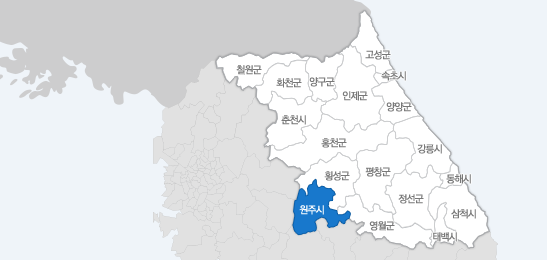 고성군
철원군
속초시
화천군
양구군
인제군
양양군
춘천시
홍천군
강릉시
횡성군
평창군
동해시
정선군
원주시
삼척시
영월군
태백시